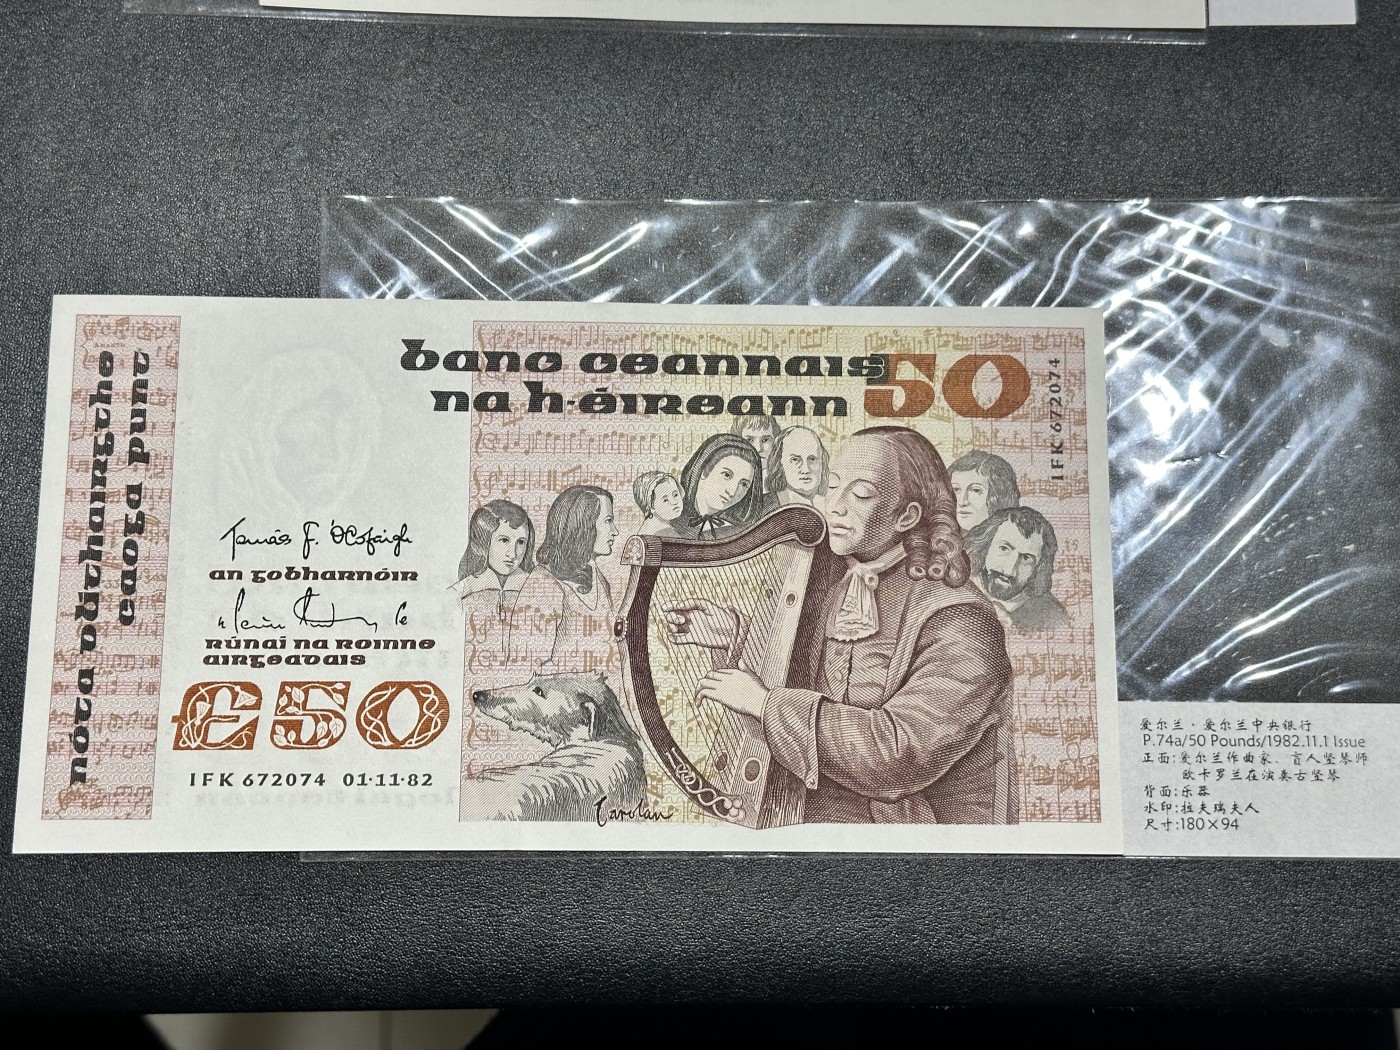 banc ceannais
na h-éireann
50
IFK 672074
nóta dlíthairgthe
caoga punt
Tomás F. Ó Cofaigh
an gobharnóir
rúnaí na roinne
airgeadais
£50
IFK 672074 01·11·82
Carolan
爱尔兰·爱尔兰中央银行
P.74a/50 Pounds/1982.11.1 Issue
正面:爱尔兰作曲家、盲人竖琴师
欧卡罗兰在演奏古竖琴
背面:乐器
水印:拉夫瑞夫人
尺寸:180×94